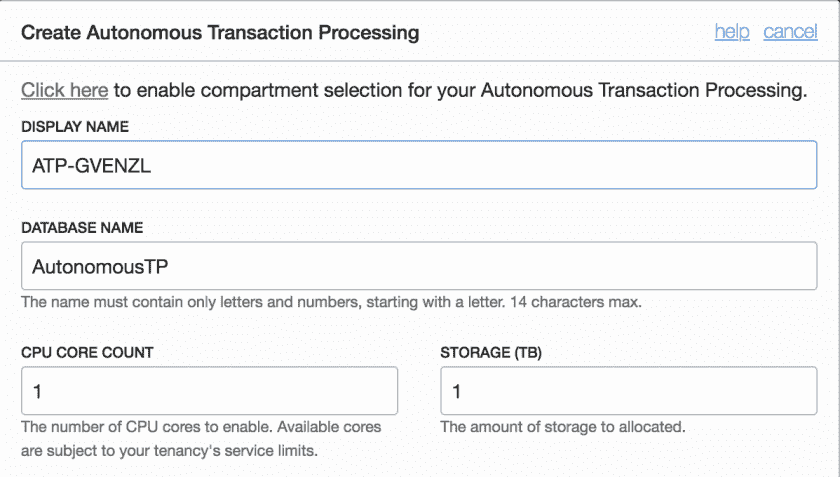 Create Autonomous Transaction Processing help cancel
Click here to enable compartment selection for your Autonomous Transaction Processing.
DISPLAY NAME
ATP-GVENZL
DATABASE NAME
AutonomousTP
The name must contain only letters and numbers, starting with a letter. 14 characters max.
CPU CORE COUNT
1
The number of CPU cores to enable. Available cores
are subject to your tenancy's service limits.
STORAGE (TB)
1
The amount of storage to allocated.